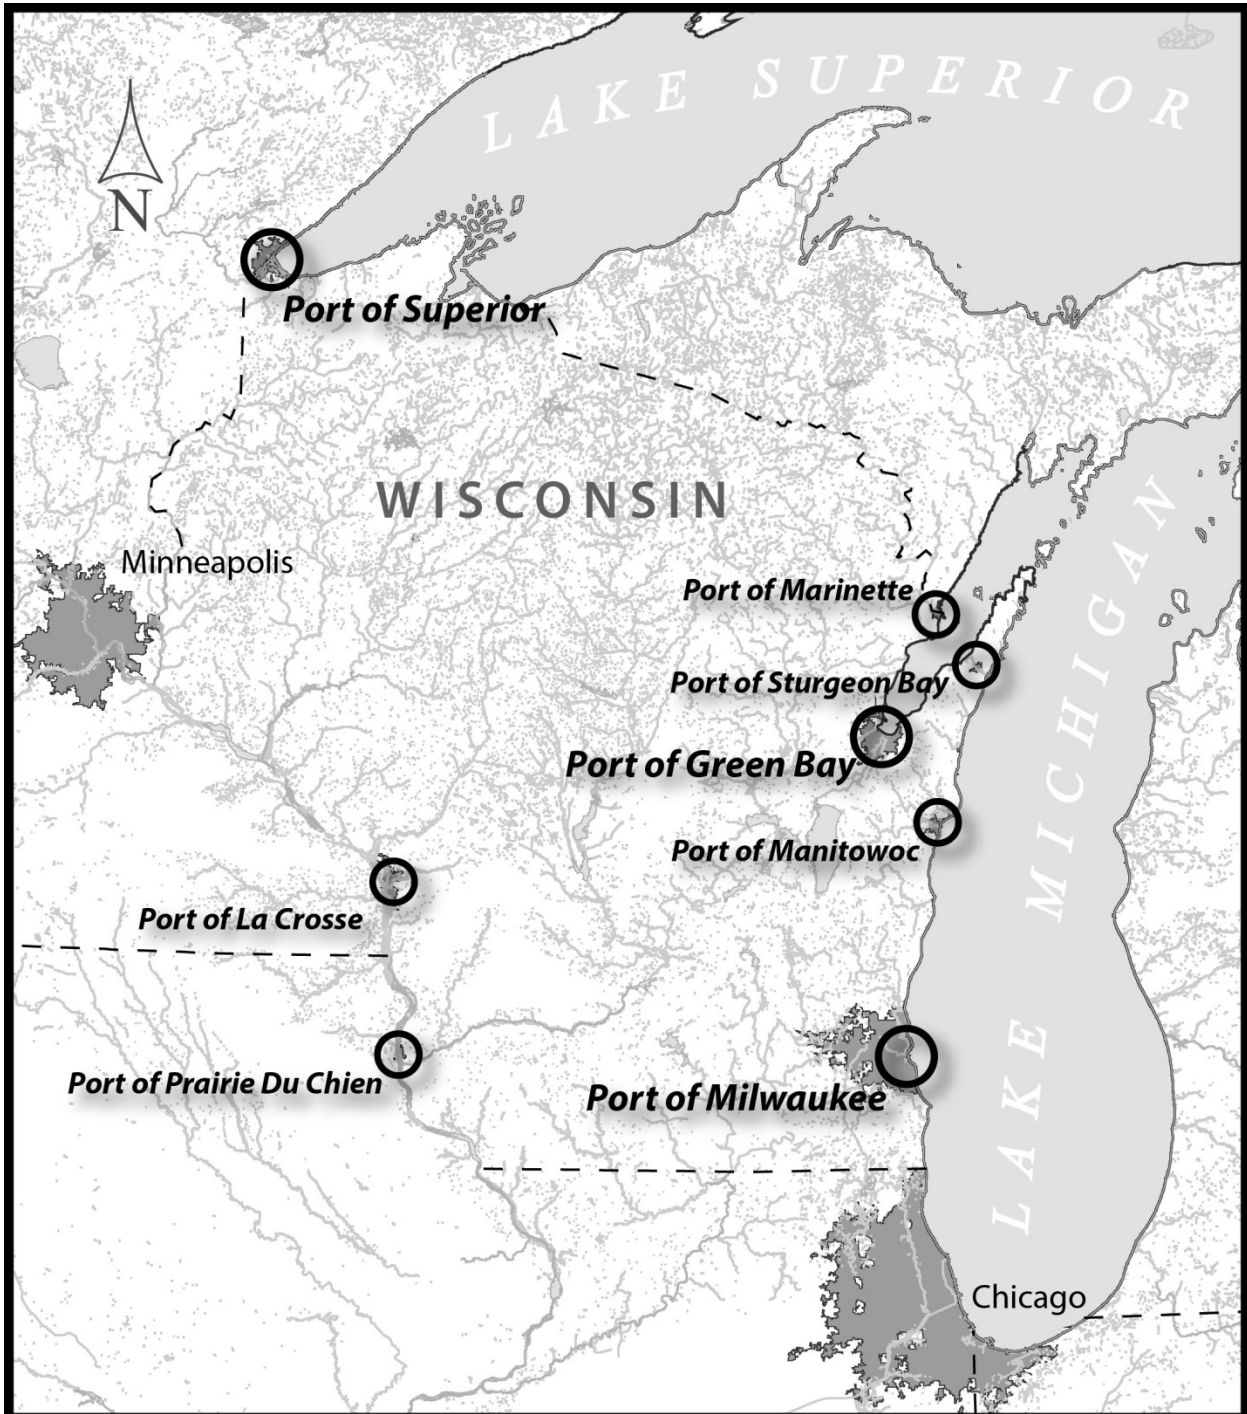 LAKE SUPERIOR
N
Port of Superior
WISCONSIN
LAKE MICHIGAN
Minneapolis
Port of Marinette
Port of Sturgeon Bay
Port of Green Bay
Port of Manitowoc
Port of La Crosse
Port of Prairie Du Chien
Port of Milwaukee
Chicago